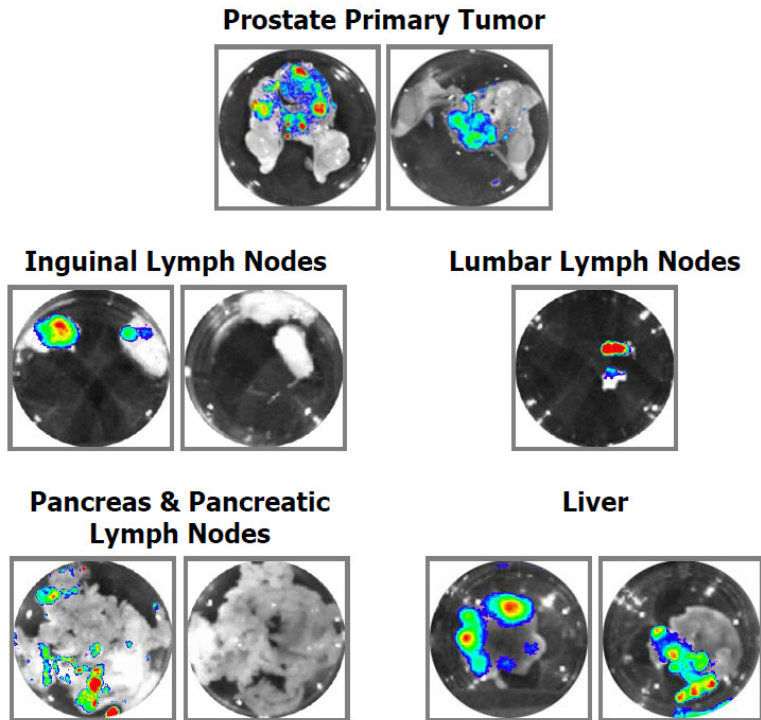 Prostate Primary Tumor
Inguinal Lymph Nodes
Lumbar Lymph Nodes
Pancreas & Pancreatic
Lymph Nodes
Liver